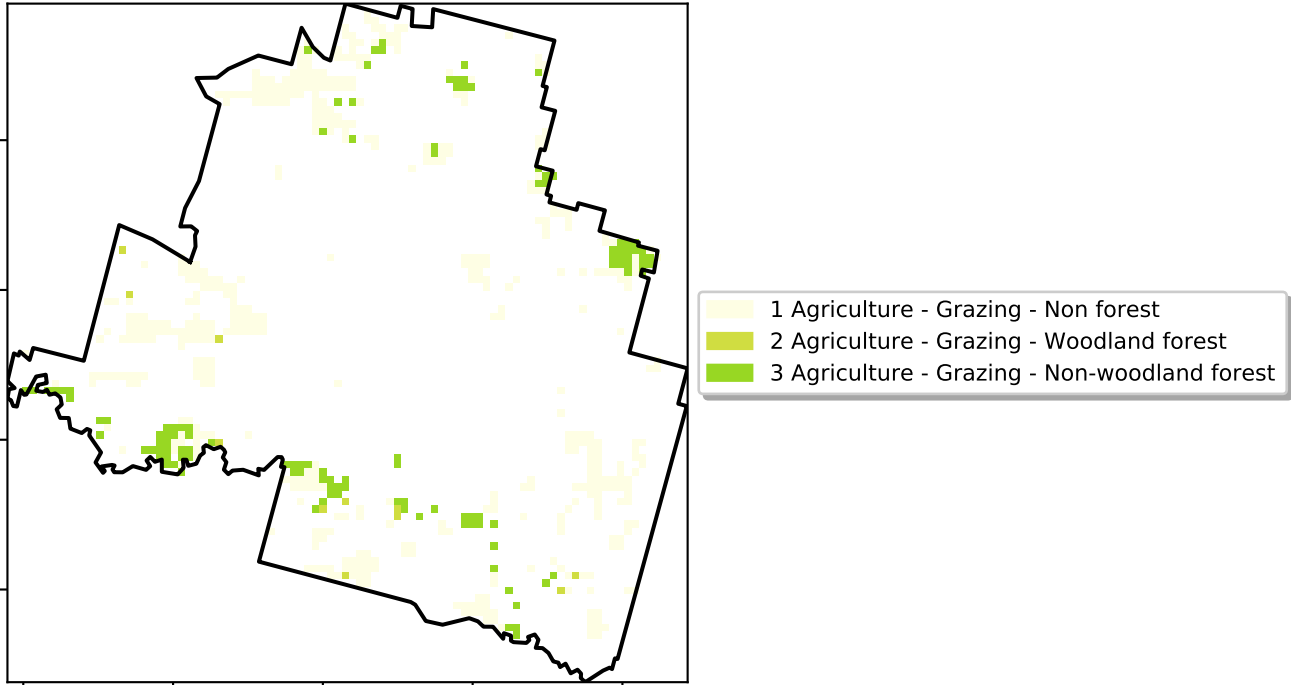 1 Agriculture - Grazing - Non forest
2 Agriculture - Grazing - Woodland forest
3 Agriculture - Grazing - Non-woodland forest